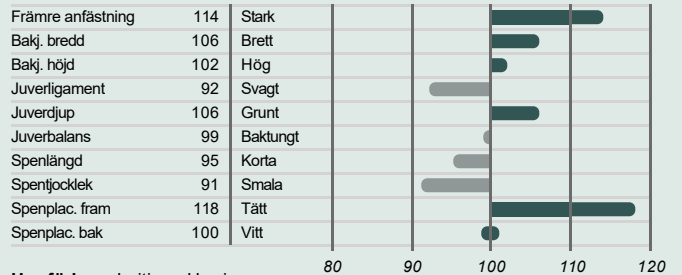 Främre anfästning 114 Stark
Bakj. bredd 106 Brett
Bakj. höjd 102 Hög
Juverligament 92 Svagt
Juverdjup 106 Grunt
Juverbalans 99 Baktungt
Spenlängd 95 Korta
Spentjocklek 91 Smala
Spenplac. fram 118 Tätt
Spenplac. bak 100 Vitt
80 90 100 110 120